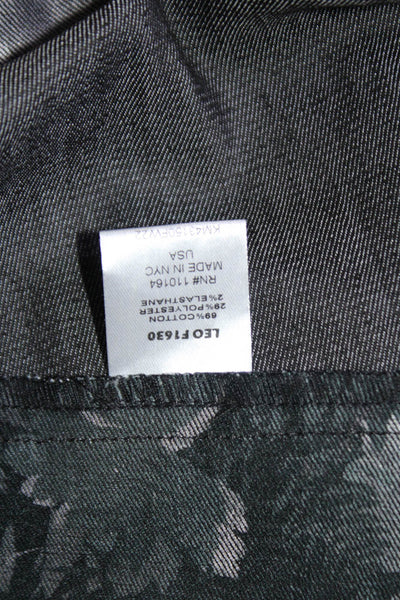 LEO F1630
69% COTTON
29% POLYESTER
2% ELASTHANE
RN# 110164
MADE IN NYC
USA